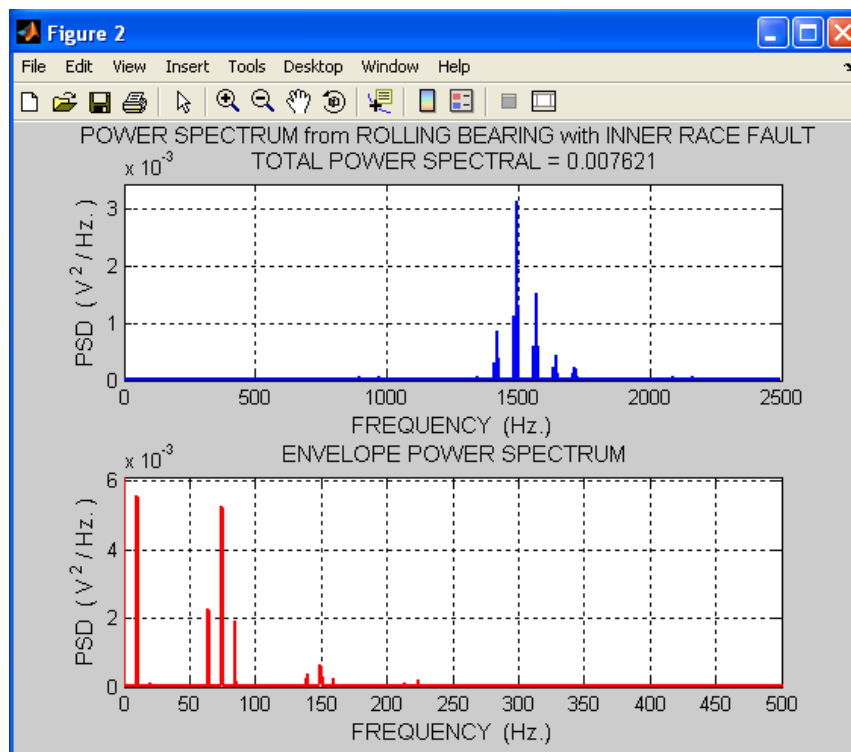 Figure 2
File Edit View Insert Tools Desktop Window Help
POWER SPECTRUM from ROLLING BEARING with INNER RACE FAULT
x 10^-3
TOTAL POWER SPECTRAL = 0.007621
PSD ( V^2 / Hz. )
3
2
1
0
0 500 1000 1500 2000 2500
FREQUENCY (Hz.)
x 10^-3
ENVELOPE POWER SPECTRUM
PSD ( V^2 / Hz. )
6
4
2
0
0 50 100 150 200 250 300 350 400 450 500
FREQUENCY (Hz.)